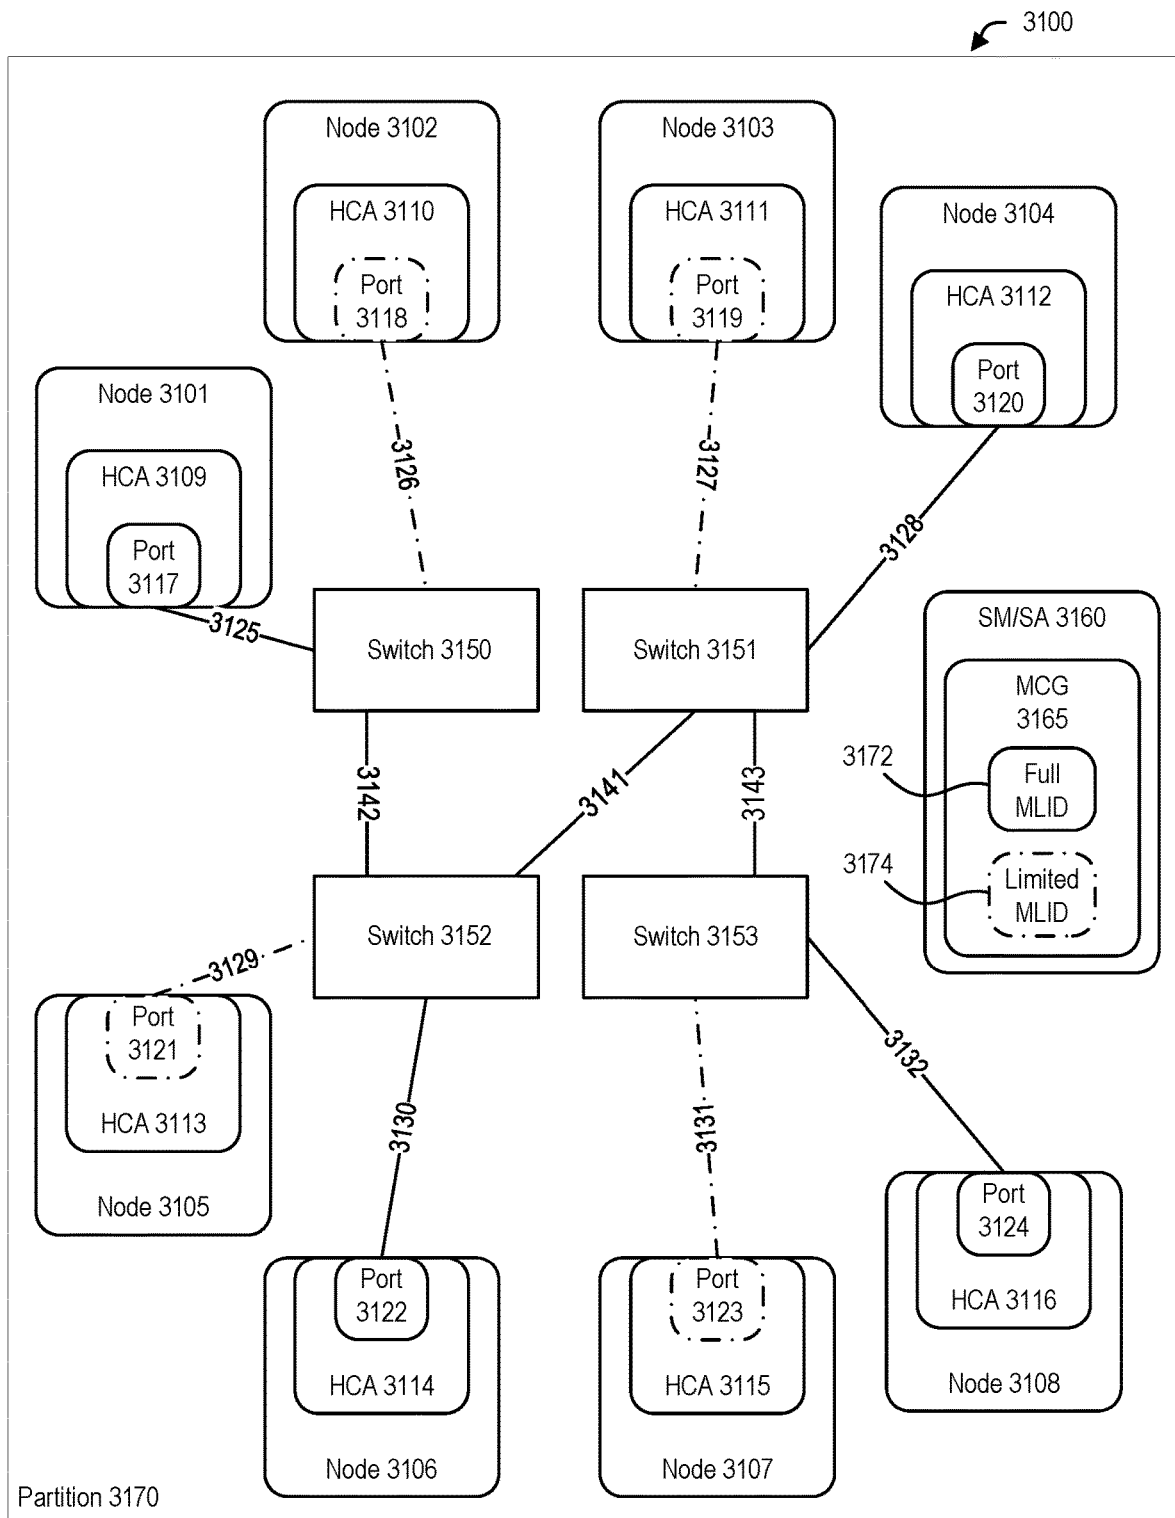 3100
Node 3102
HCA 3110
Port
3118
Node 3103
HCA 3111
Port
3119
Node 3104
HCA 3112
Port
3120
Node 3101
HCA 3109
Port
3117
3126
3127
3128
3125
Switch 3150
Switch 3151
SM/SA 3160
MCG
3165
3172
Full
MLID
3174
Limited
MLID
3142
3141
3143
Switch 3152
Switch 3153
3129
3130
3131
3132
Port
3121
HCA 3113
Node 3105
Port
3122
HCA 3114
Node 3106
Port
3123
HCA 3115
Node 3107
Port
3124
HCA 3116
Node 3108
Partition 3170